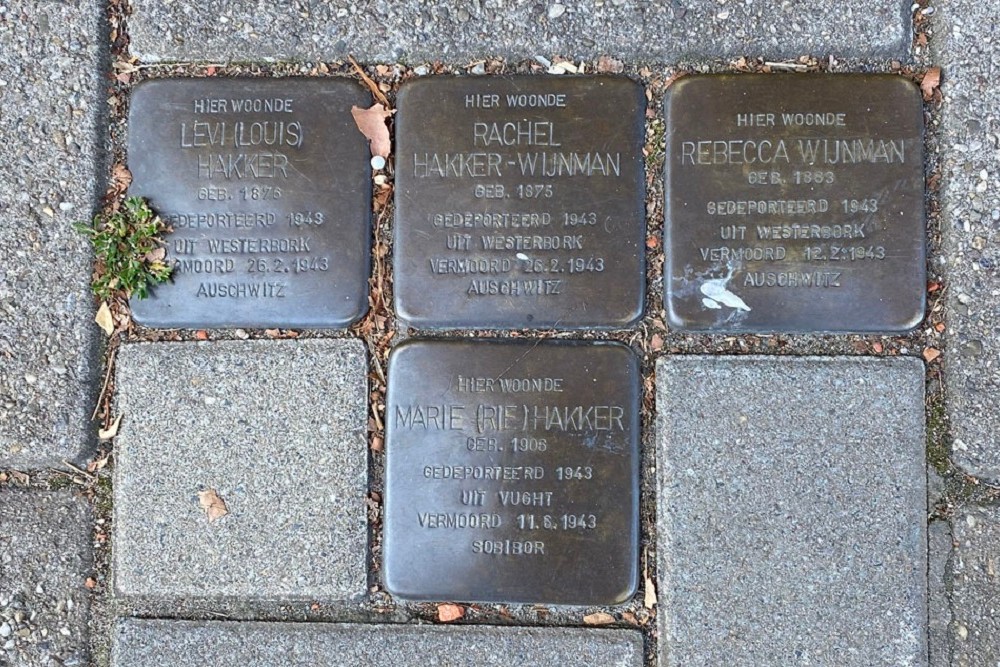 HIER WOONDE
LEVI (LOUIS)
HAKKER
GEB. 1876
GEDEPORTEERD 1943
UIT WESTERBORK
VERMOORD 26.2.1943
AUSCHWITZ
HIER WOONDE
RACHEL
HAKKER-WIJNMAN
GEB. 1875
GEDEPORTEERD 1943
UIT WESTERBORK
VERMOORD 26.2.1943
AUSCHWITZ
HIER WOONDE
REBECCA WIJNMAN
GEB. 1883
GEDEPORTEERD 1943
UIT WESTERBORK
VERMOORD 12.2.1943
AUSCHWITZ
HIER WOONDE
MARIE (RIE) HAKKER
GEB. 1906
GEDEPORTEERD 1943
UIT VUGHT
VERMOORD 11.6.1943
SOBIBOR